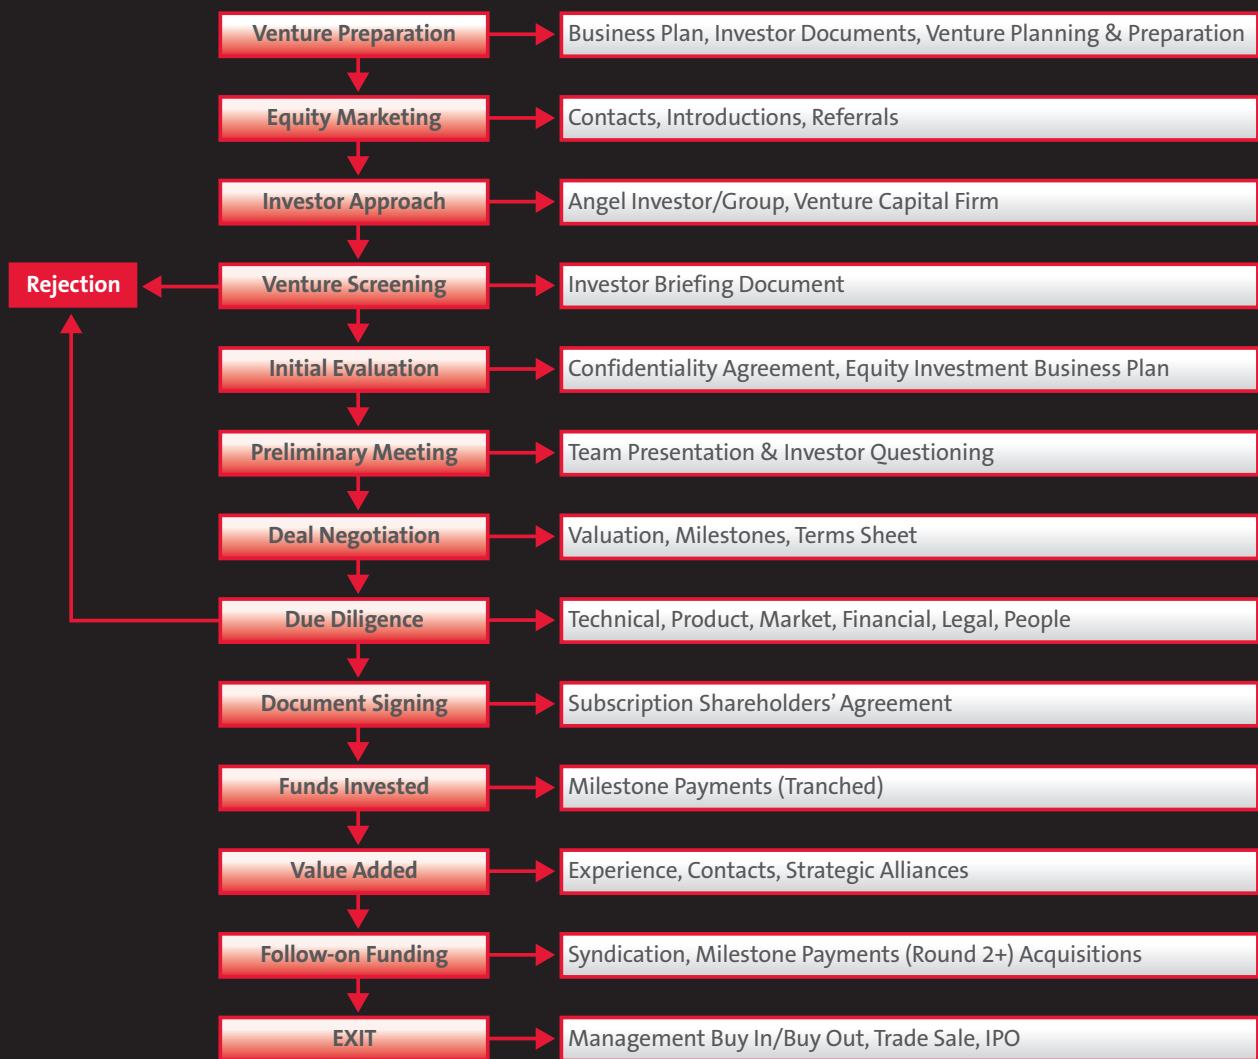 Venture Preparation
Business Plan, Investor Documents, Venture Planning & Preparation
Equity Marketing
Contacts, Introductions, Referrals
Investor Approach
Angel Investor/Group, Venture Capital Firm
Rejection
Venture Screening
Investor Briefing Document
Initial Evaluation
Confidentiality Agreement, Equity Investment Business Plan
Preliminary Meeting
Team Presentation & Investor Questioning
Deal Negotiation
Valuation, Milestones, Terms Sheet
Due Diligence
Technical, Product, Market, Financial, Legal, People
Document Signing
Subscription Shareholders’ Agreement
Funds Invested
Milestone Payments (Tranched)
Value Added
Experience, Contacts, Strategic Alliances
Follow-on Funding
Syndication, Milestone Payments (Round 2+) Acquisitions
EXIT
Management Buy In/Buy Out, Trade Sale, IPO